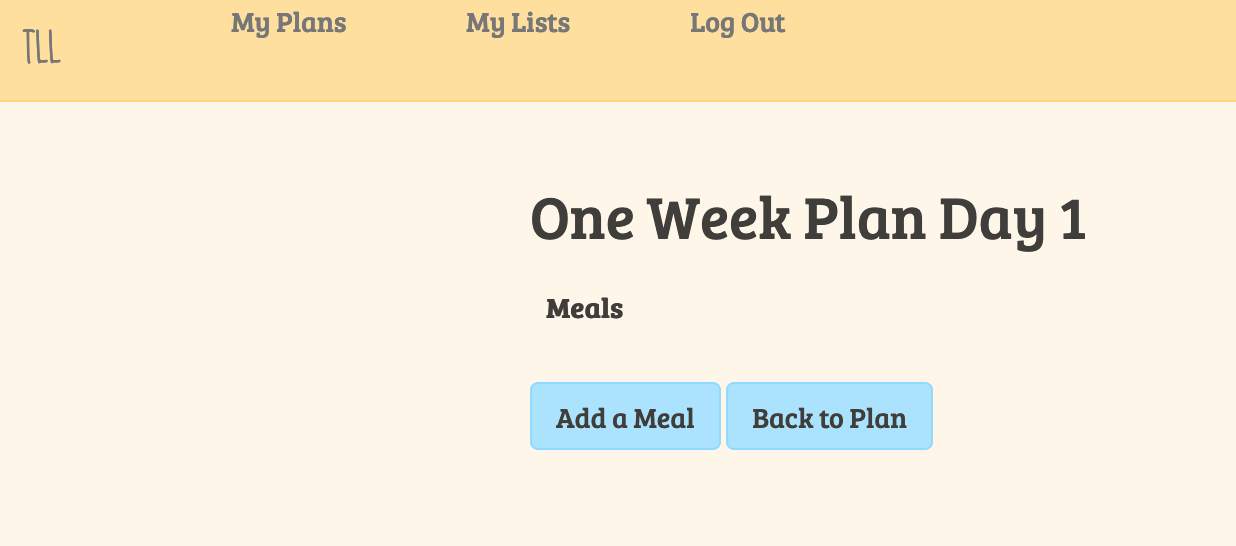 My Plans My Lists Log Out
TLL
One Week Plan Day 1
Meals
Add a Meal Back to Plan